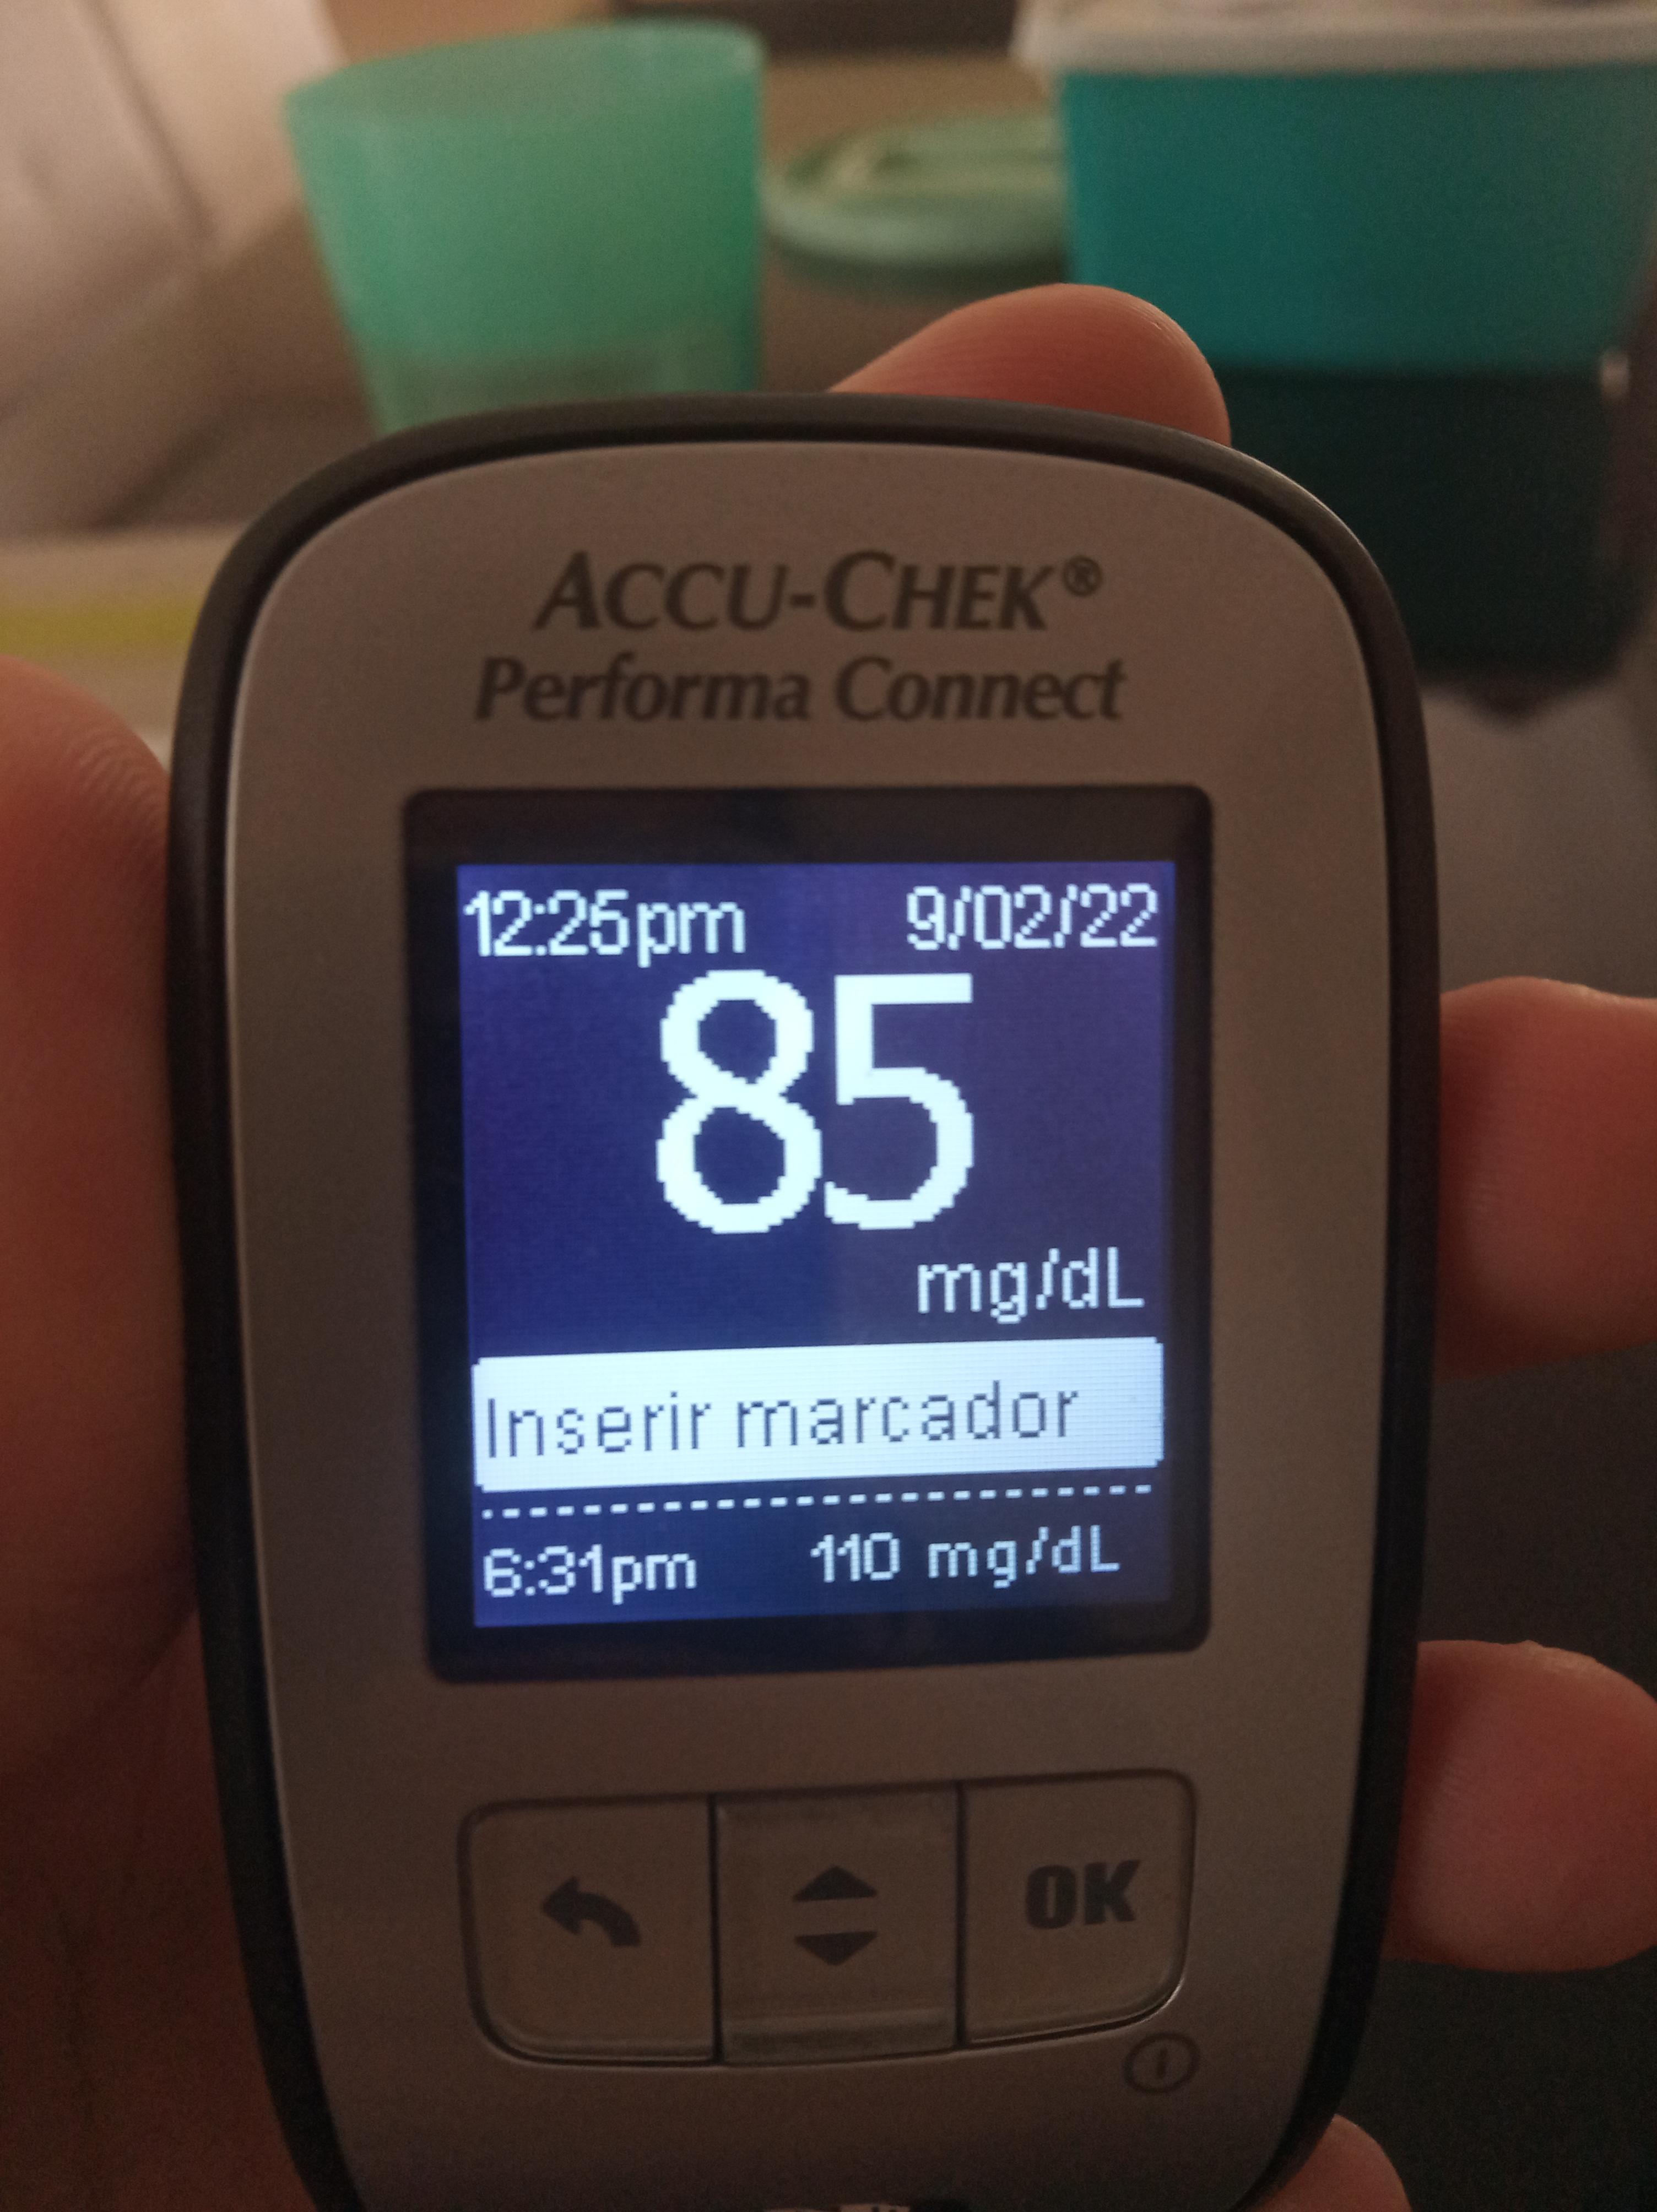 ACCU-CHEK®
Performa Connect
12:25pm 9/02/22
85
mg/dL
Inserir marcador
6:31pm 110 mg/dL
OK